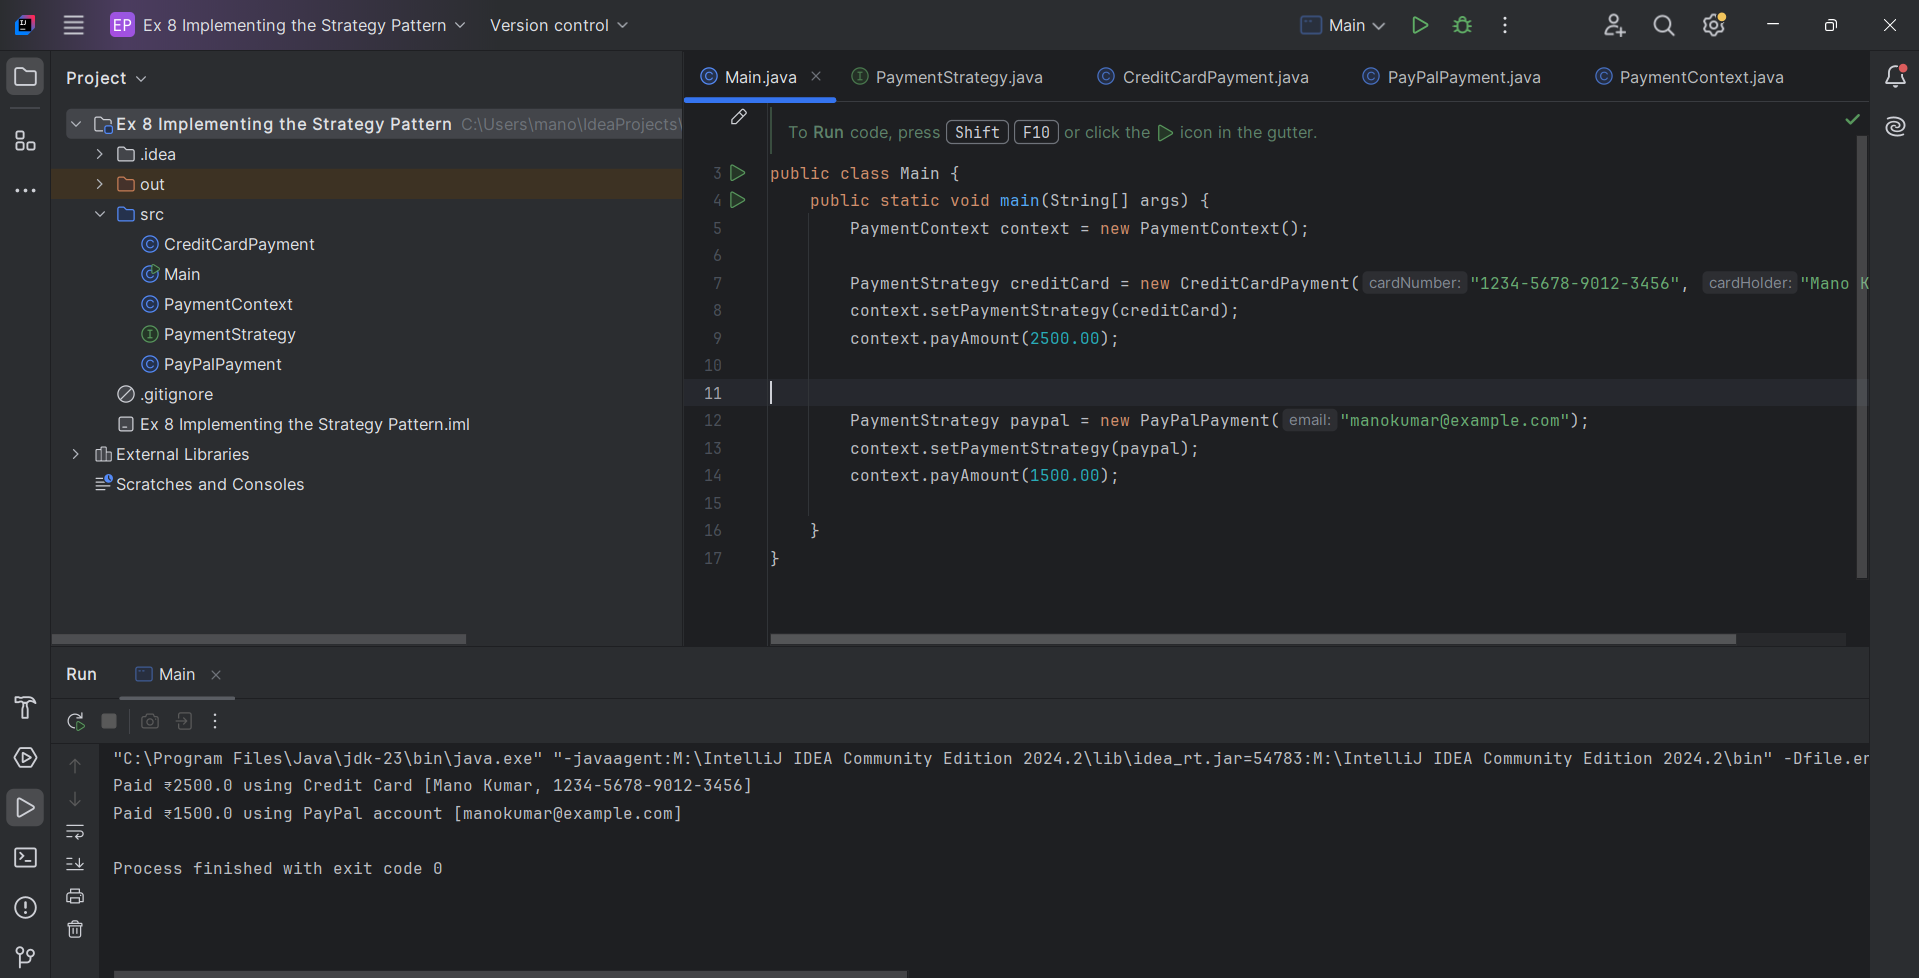 EP Ex 8 Implementing the Strategy Pattern Version control Main
Project
Ex 8 Implementing the Strategy Pattern C:\Users\mano\IdeaProjects\
.idea
out
src
CreditCardPayment
Main
PaymentContext
PaymentStrategy
PayPalPayment
.gitignore
Ex 8 Implementing the Strategy Pattern.iml
External Libraries
Scratches and Consoles
Main.java PaymentStrategy.java CreditCardPayment.java PayPalPayment.java PaymentContext.java
To Run code, press Shift F10 or click the icon in the gutter.
3 public class Main {
4 public static void main(String[] args) {
5 PaymentContext context = new PaymentContext();
6
7 PaymentStrategy creditCard = new CreditCardPayment( cardNumber: "1234-5678-9012-3456", cardHolder: "Mano K
8 context.setPaymentStrategy(creditCard);
9 context.payAmount(2500.00);
10
11
12 PaymentStrategy paypal = new PayPalPayment( email: "manokumar@example.com");
13 context.setPaymentStrategy(paypal);
14 context.payAmount(1500.00);
15
16 }
17 }
Run Main
"C:\Program Files\Java\jdk-23\bin\java.exe" "-javaagent:M:\IntelliJ IDEA Community Edition 2024.2\lib\idea_rt.jar=54783:M:\IntelliJ IDEA Community Edition 2024.2\bin" -Dfile.en
Paid ₹2500.0 using Credit Card [Mano Kumar, 1234-5678-9012-3456]
Paid ₹1500.0 using PayPal account [manokumar@example.com]
Process finished with exit code 0